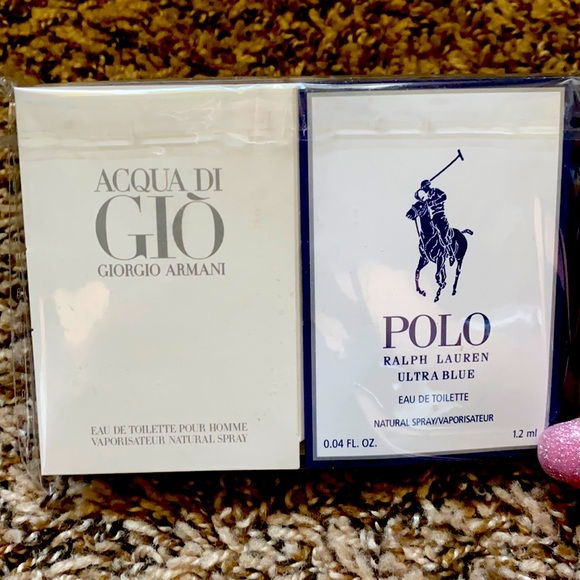 ACQUA DI
GIÒ
GIORGIO ARMANI
EAU DE TOILETTE POUR HOMME
VAPORISATEUR NATURAL SPRAY
POLO
RALPH LAUREN
ULTRA BLUE
EAU DE TOILETTE
NATURAL SPRAY/VAPORISATEUR
0.04 FL. OZ. 1.2 ml